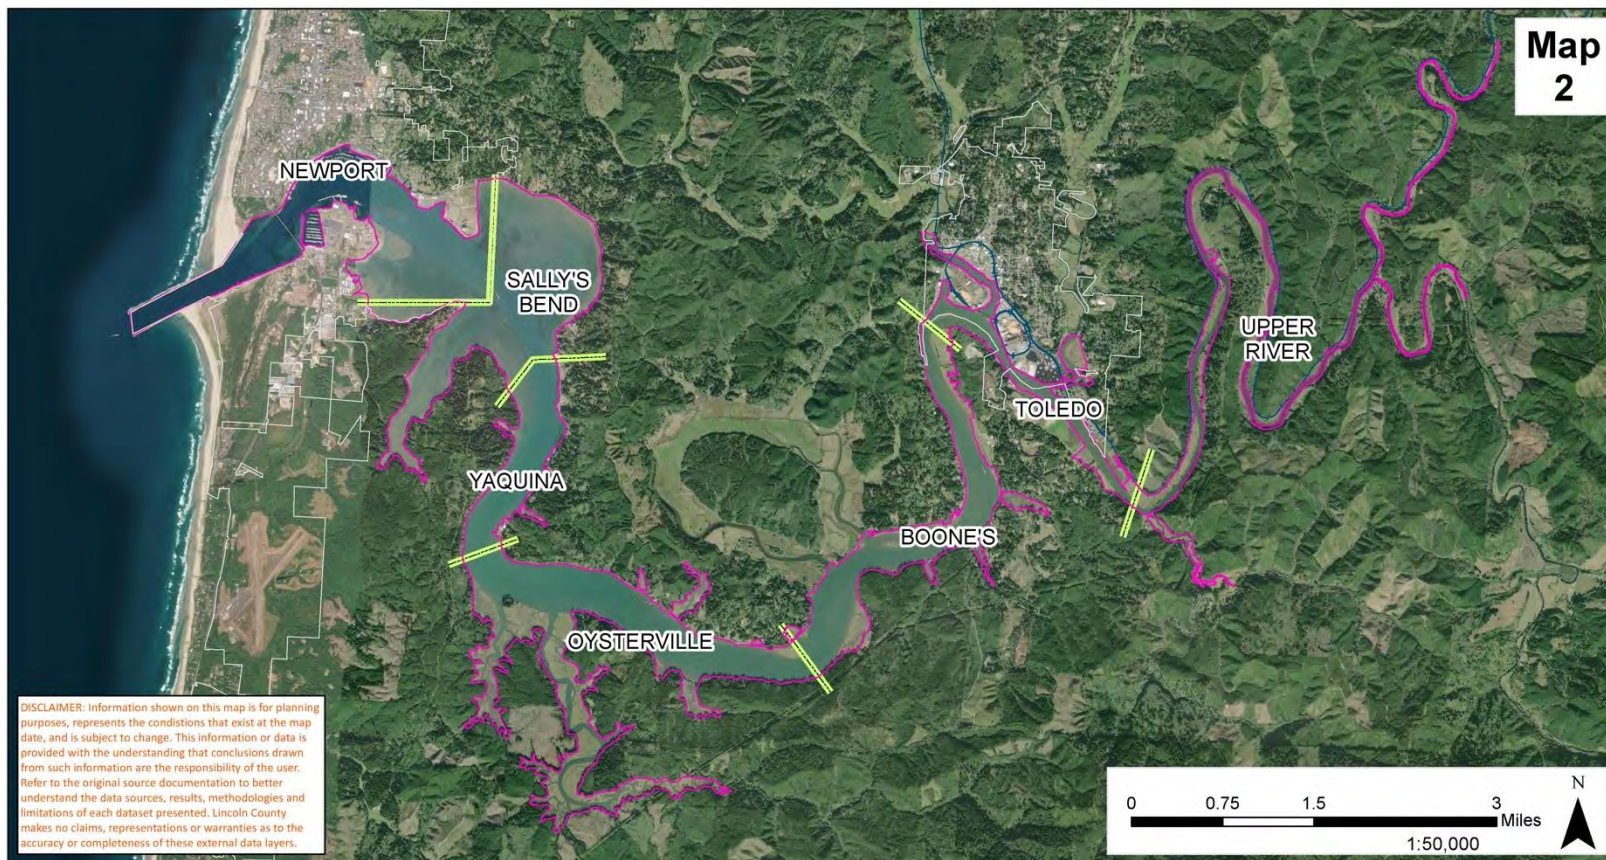 Map
2
NEWPORT
SALLY'S
BEND
UPPER
RIVER
TOLEDO
YAQUINA
BOONE'S
OYSTERVILLE
DISCLAIMER: Information shown on this map is for planning
purposes, represents the condistions that exist at the map
date, and is subject to change. This information or data is
provided with the understanding that conclusions drawn
from such information are the responsibility of the user.
Refer to the original source documentation to better
understand the data sources, results, methodologies and
limitations of each dataset presented. Lincoln County
makes no claims, representations or warranties as to the
accuracy or completeness of these external data layers.
N
0 0.75 1.5 3
Miles
1:50,000